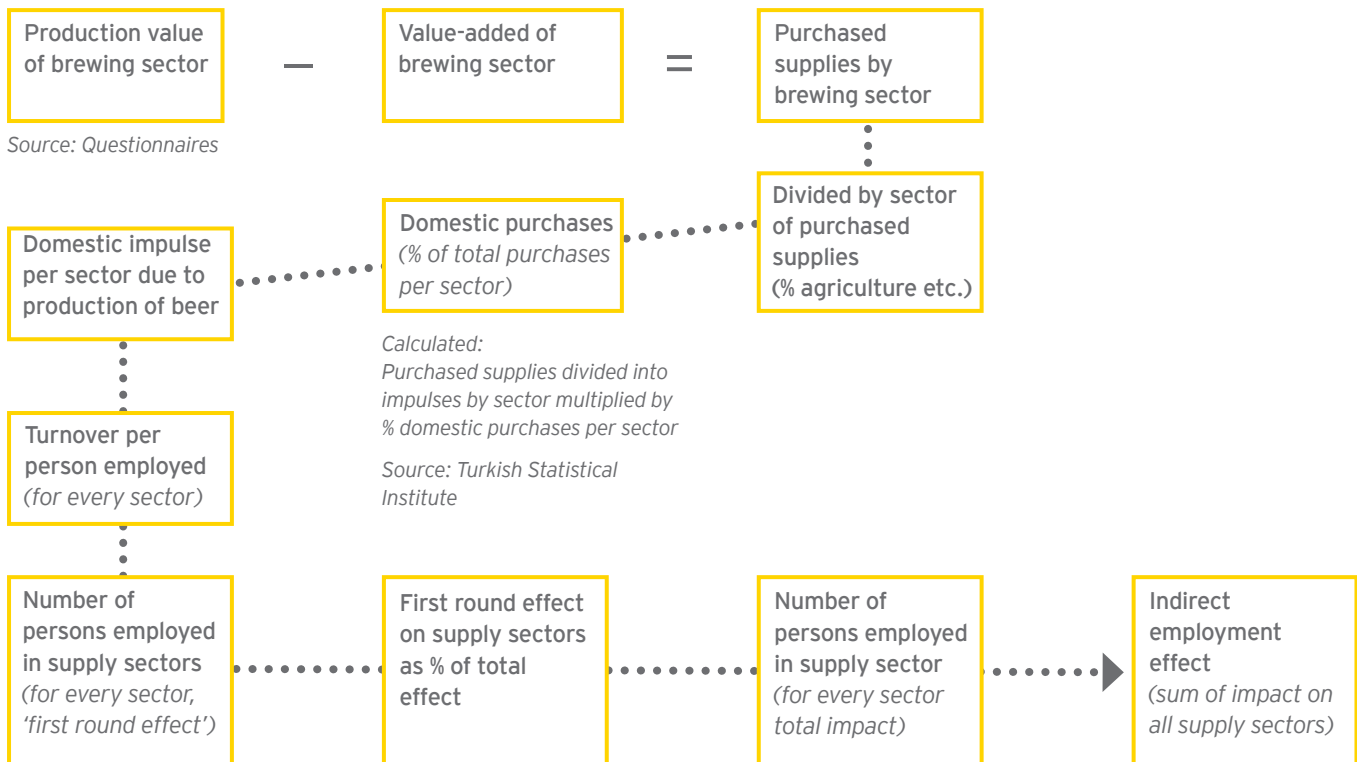 Production value
of brewing sector
—
Value-added of
brewing sector
=
Purchased
supplies by
brewing sector
Source: Questionnaires
Divided by sector
of purchased
supplies
(% agriculture etc.)
Domestic purchases
(% of total purchases
per sector)
Calculated:
Purchased supplies divided into
impulses by sector multiplied by
% domestic purchases per sector
Source: Turkish Statistical
Institute
Domestic impulse
per sector due to
production of beer
Turnover per
person employed
(for every sector)
Number of
persons employed
in supply sectors
(for every sector,
‘first round effect’)
First round effect
on supply sectors
as % of total
effect
Number of
persons employed
in supply sector
(for every sector
total impact)
Indirect
employment
effect
(sum of impact on
all supply sectors)